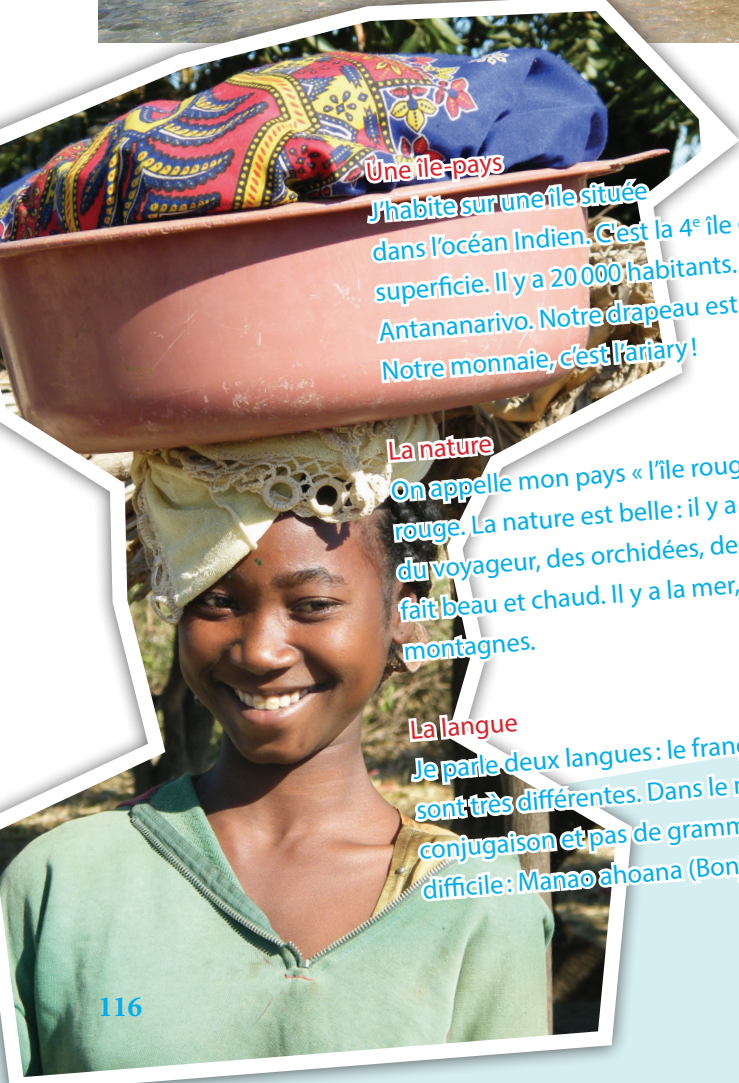 Une île-pays
J'habite sur une île située
dans l'océan Indien. C'est la 4e île
superficie. Il y a 20 000 habitants.
Antananarivo. Notre drapeau est
Notre monnaie, c'est l'ariary !
La nature
On appelle mon pays « l'île roug
rouge. La nature est belle : il y a
du voyageur, des orchidées, de
fait beau et chaud. Il y a la mer,
montagnes.
La langue
Je parle deux langues : le franç
sont très différentes. Dans le
conjugaison et pas de gramm
difficile : Manao ahoana (Bon
116